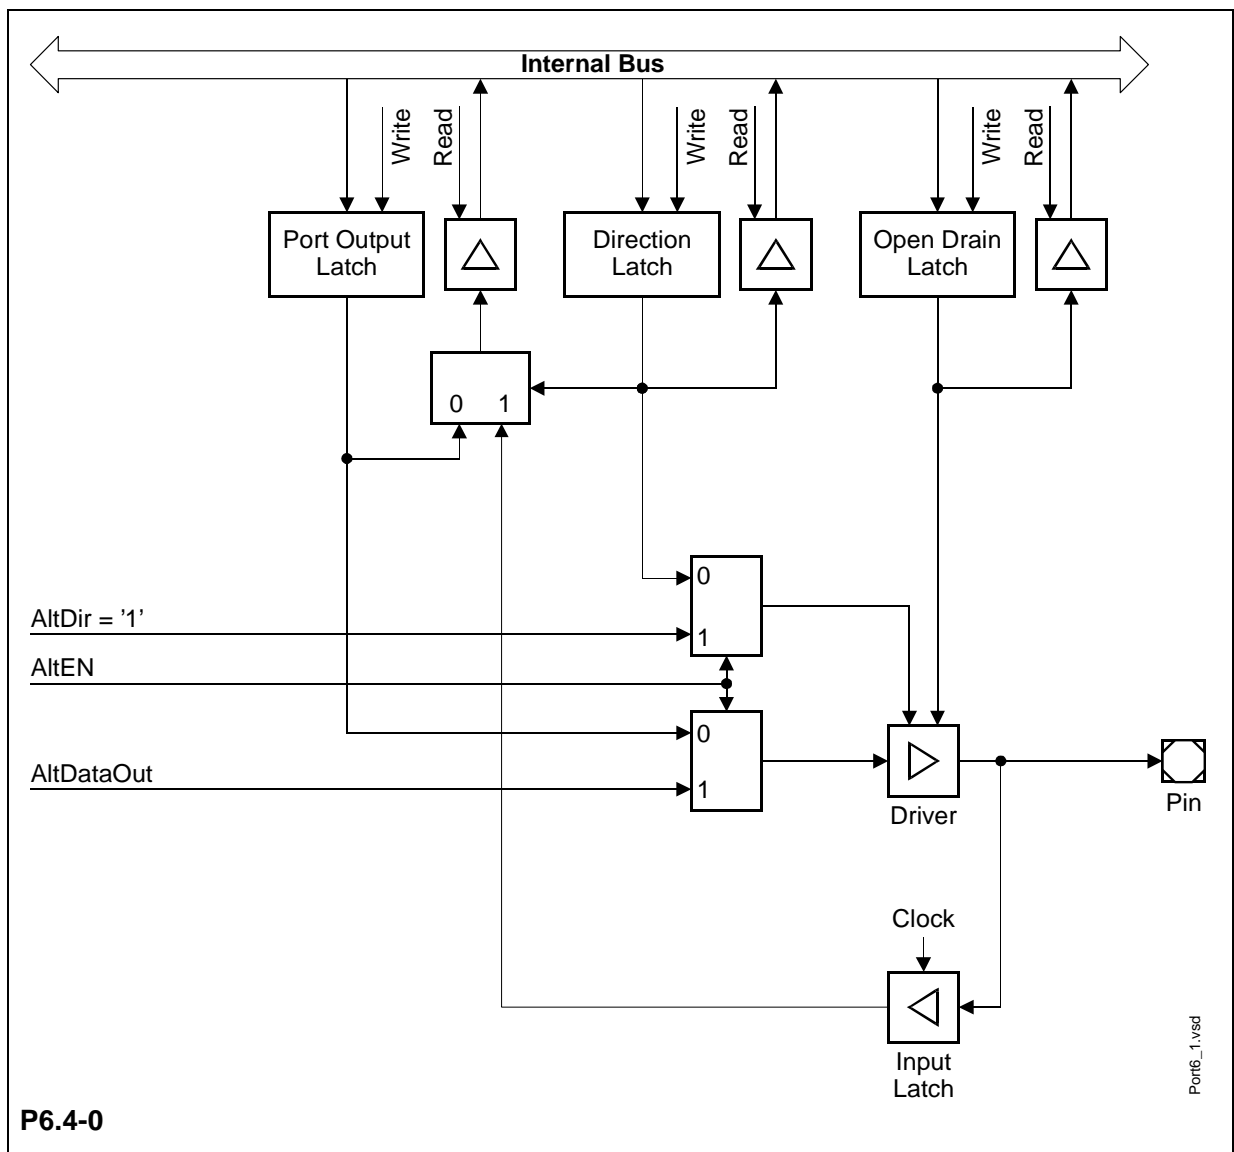 Internal Bus
Write
Read
Write
Read
Write
Read
Port Output
Latch
Direction
Latch
Open Drain
Latch
0 1
0
AltDir = '1'
1
AltEN
0
AltDataOut
1
Driver
Pin
Clock
Input
Latch
Port6_1.vsd
P6.4-0